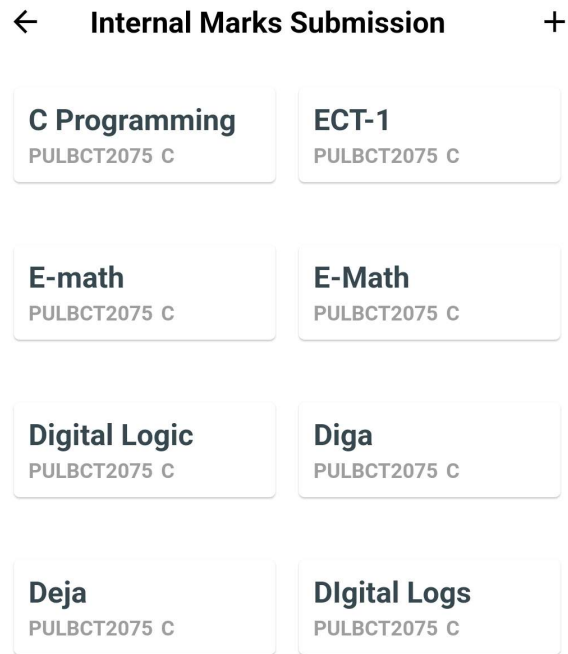 Internal Marks Submission
C Programming
PULBCT2075 C
ECT-1
PULBCT2075 C
E-math
PULBCT2075 C
E-Math
PULBCT2075 C
Digital Logic
PULBCT2075 C
Diga
PULBCT2075 C
Deja
PULBCT2075 C
DIgital Logs
PULBCT2075 C